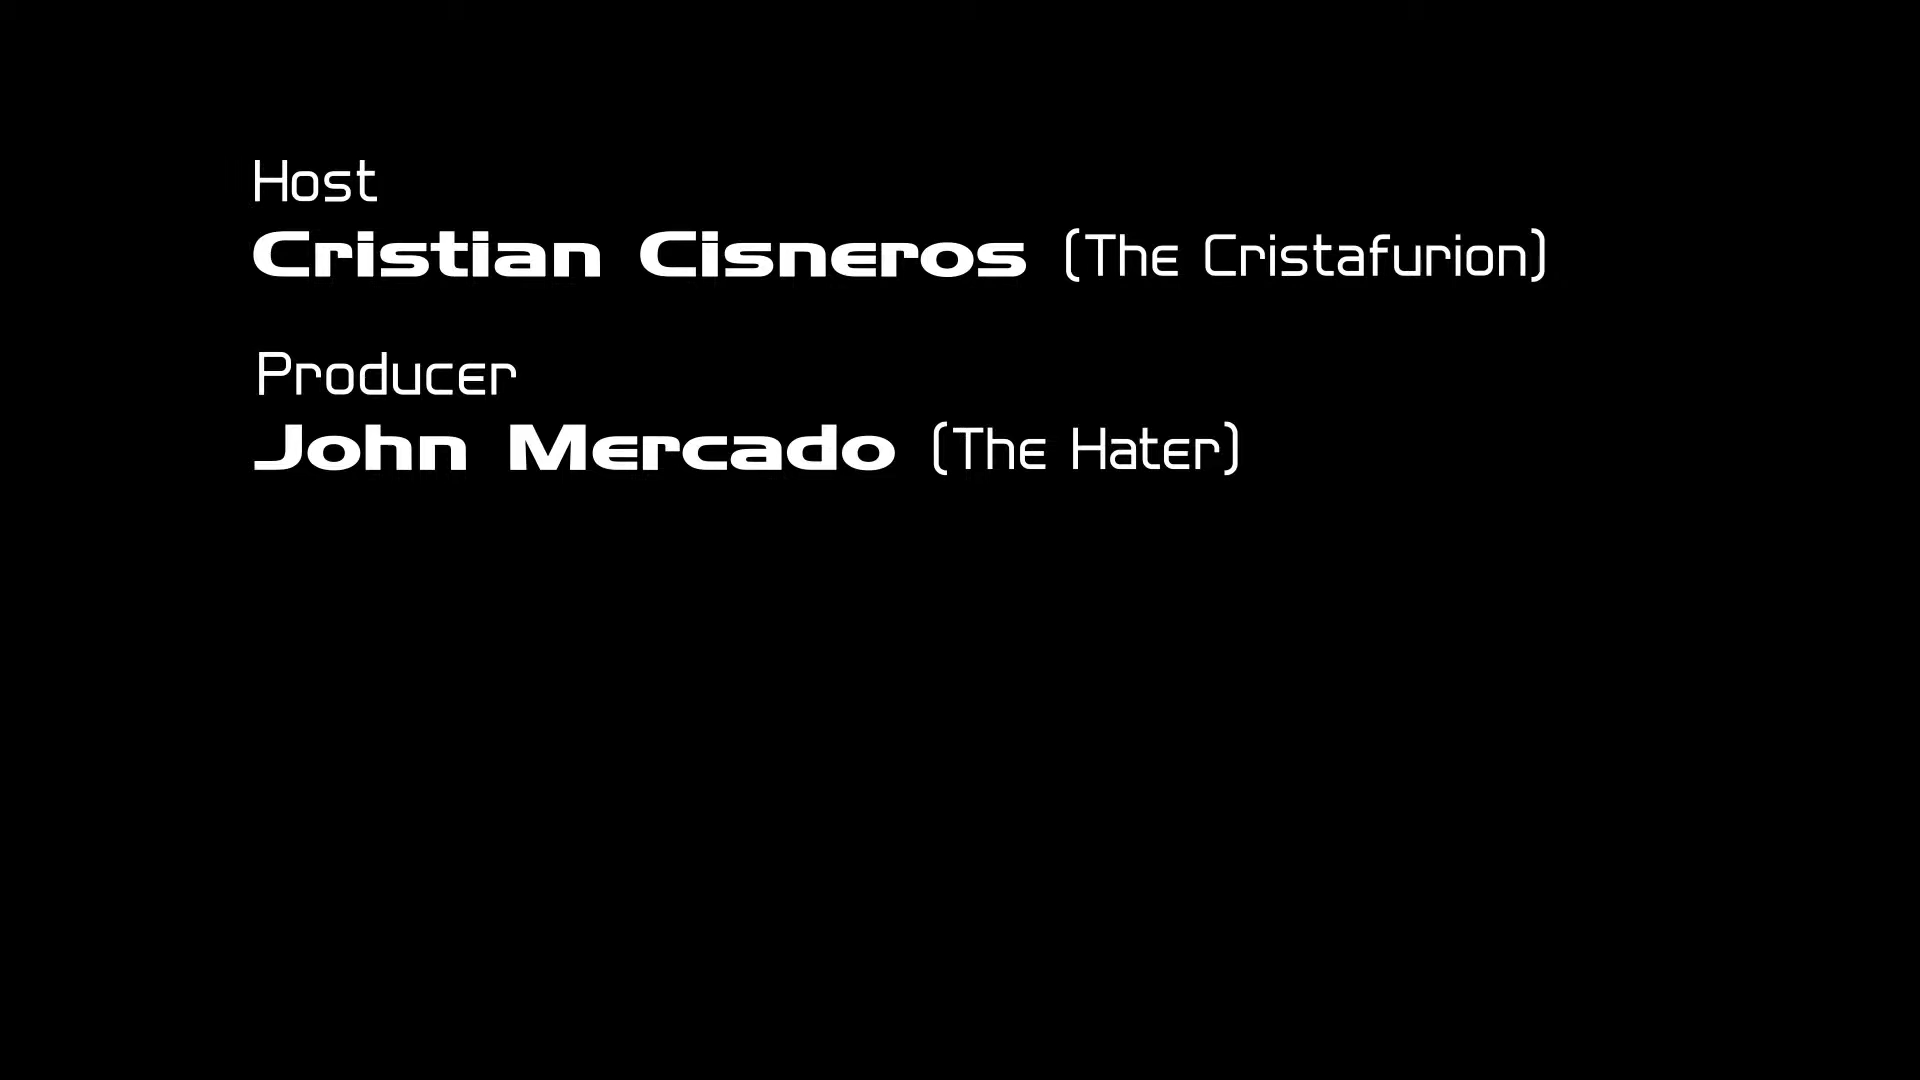 Host
Cristian Cisneros (The Cristafurion)
Producer
John Mercado (The Hater)